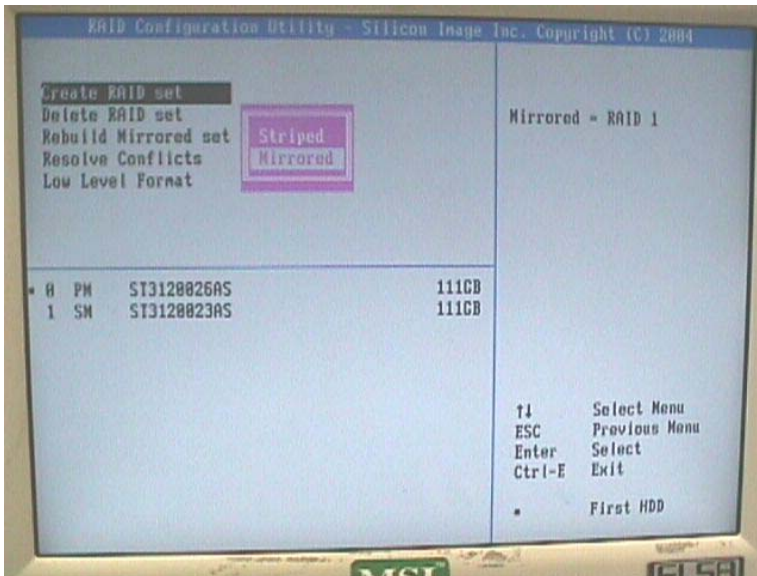 RAID Configuration Utility - Silicon Image Inc. Copyright (C) 2004
Create RAID set
Delete RAID set
Rebuild Mirrored set
Resolve Conflicts
Low Level Format
Striped
Mirrored
Mirrored = RAID 1
* 0 PM ST3120026AS 111GB
1 SM ST3120023AS 111GB
↑↓ Select Menu
ESC Previous Menu
Enter Select
Ctrl-E Exit
* First HDD
MSI
ELSA